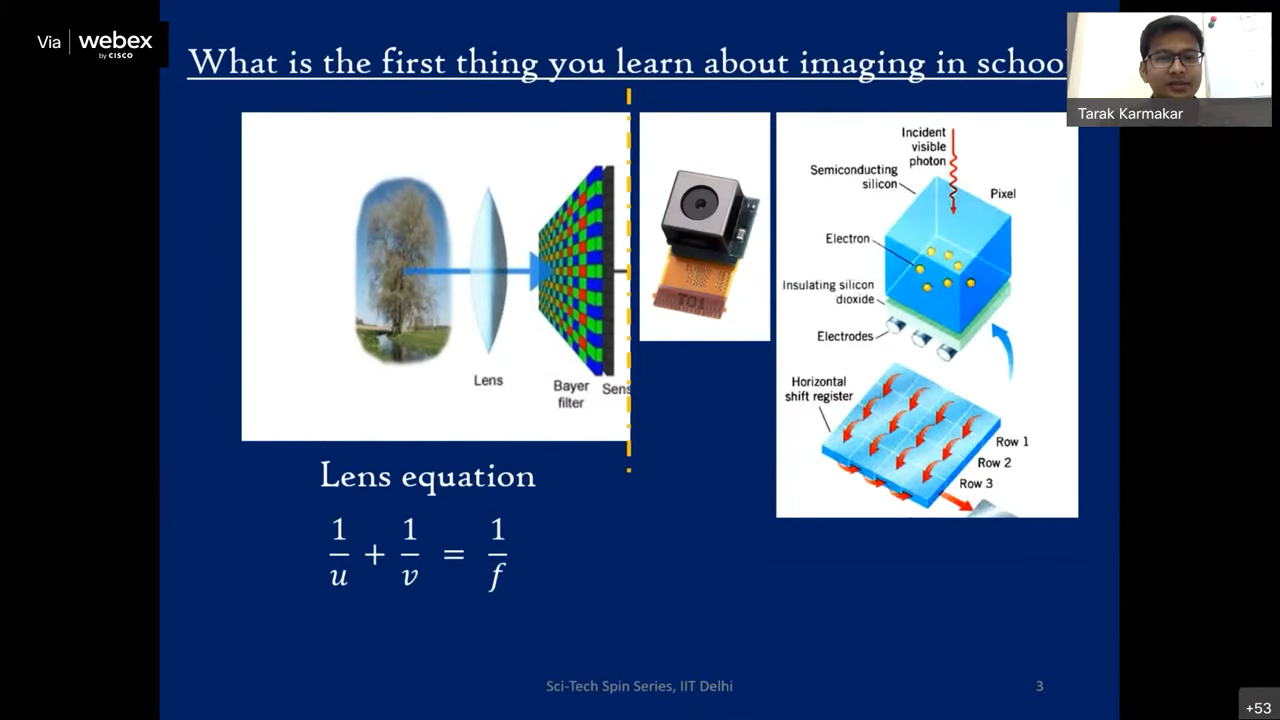 Via webex
by CISCO
What is the first thing you learn about imaging in schoo
Tarak Karmakar
Lens
Bayer
filter
Sens
T01
Incident
visible
photon
Semiconducting
silicon
Pixel
Electron
Insulating silicon
dioxide
Electrodes
Horizontal
shift register
Row 1
Row 2
Row 3
Lens equation
1/u + 1/v = 1/f
Sci-Tech Spin Series, IIT Delhi
3
+53